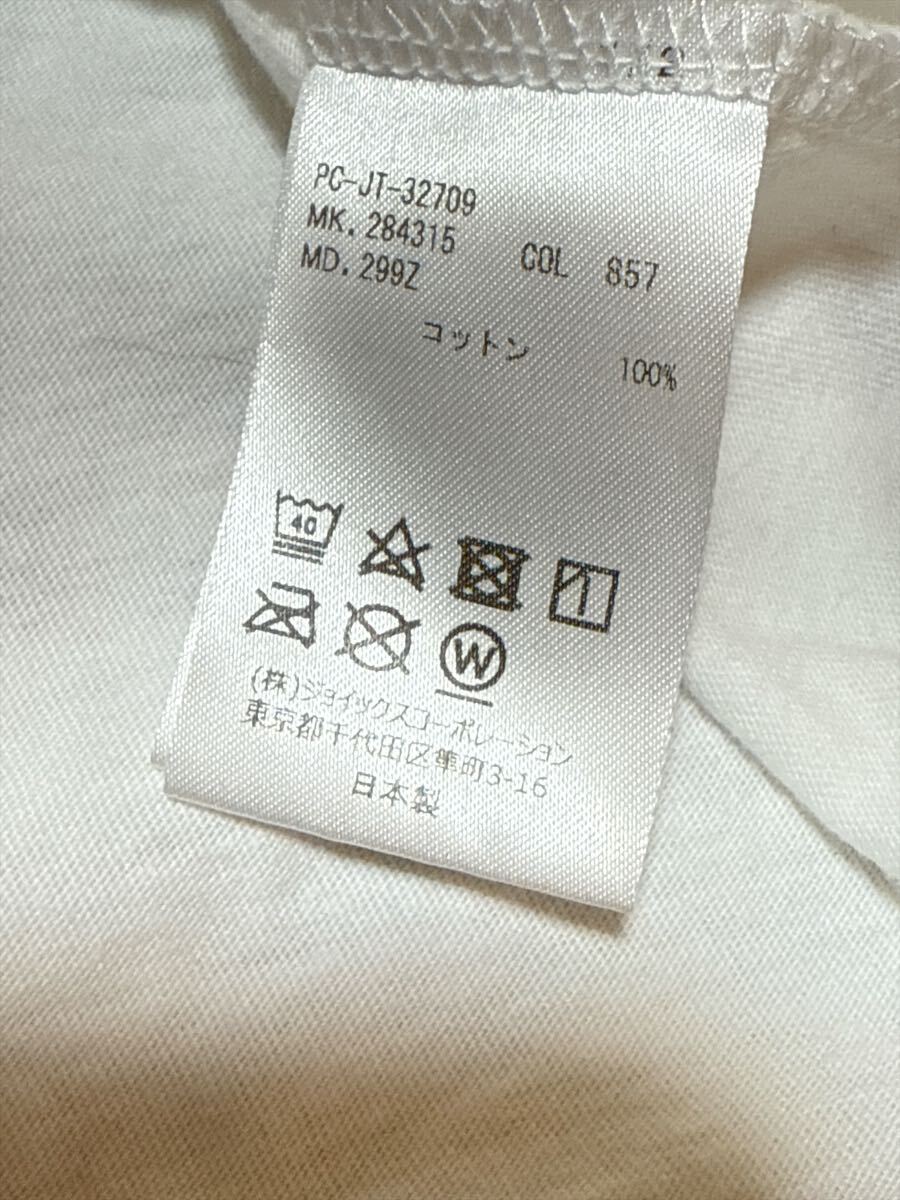 PC-JT-32709
MK. 284315 COL 857
MD. 299Z
コットン 100%
40
W
(株)ジョイックスコーポレーション
東京都千代田区隼町3-16
日本製